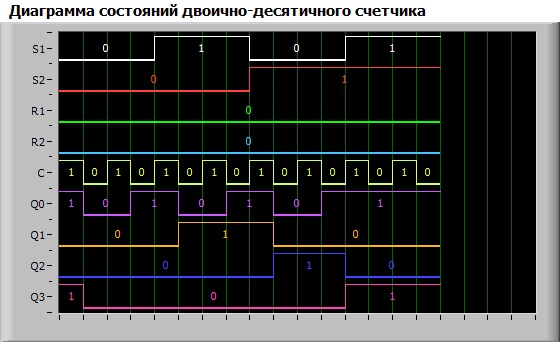 Диаграмма состояний двоично-десятичного счетчика
S1 0 1 0 1
S2 0 1
R1 0
R2 0
C 1 0 1 0 1 0 1 0 1 0 1 0 1 0 1 0
Q0 1 0 1 0 1 0 1
Q1 0 1 0
Q2 0 1 0
Q3 1 0 1